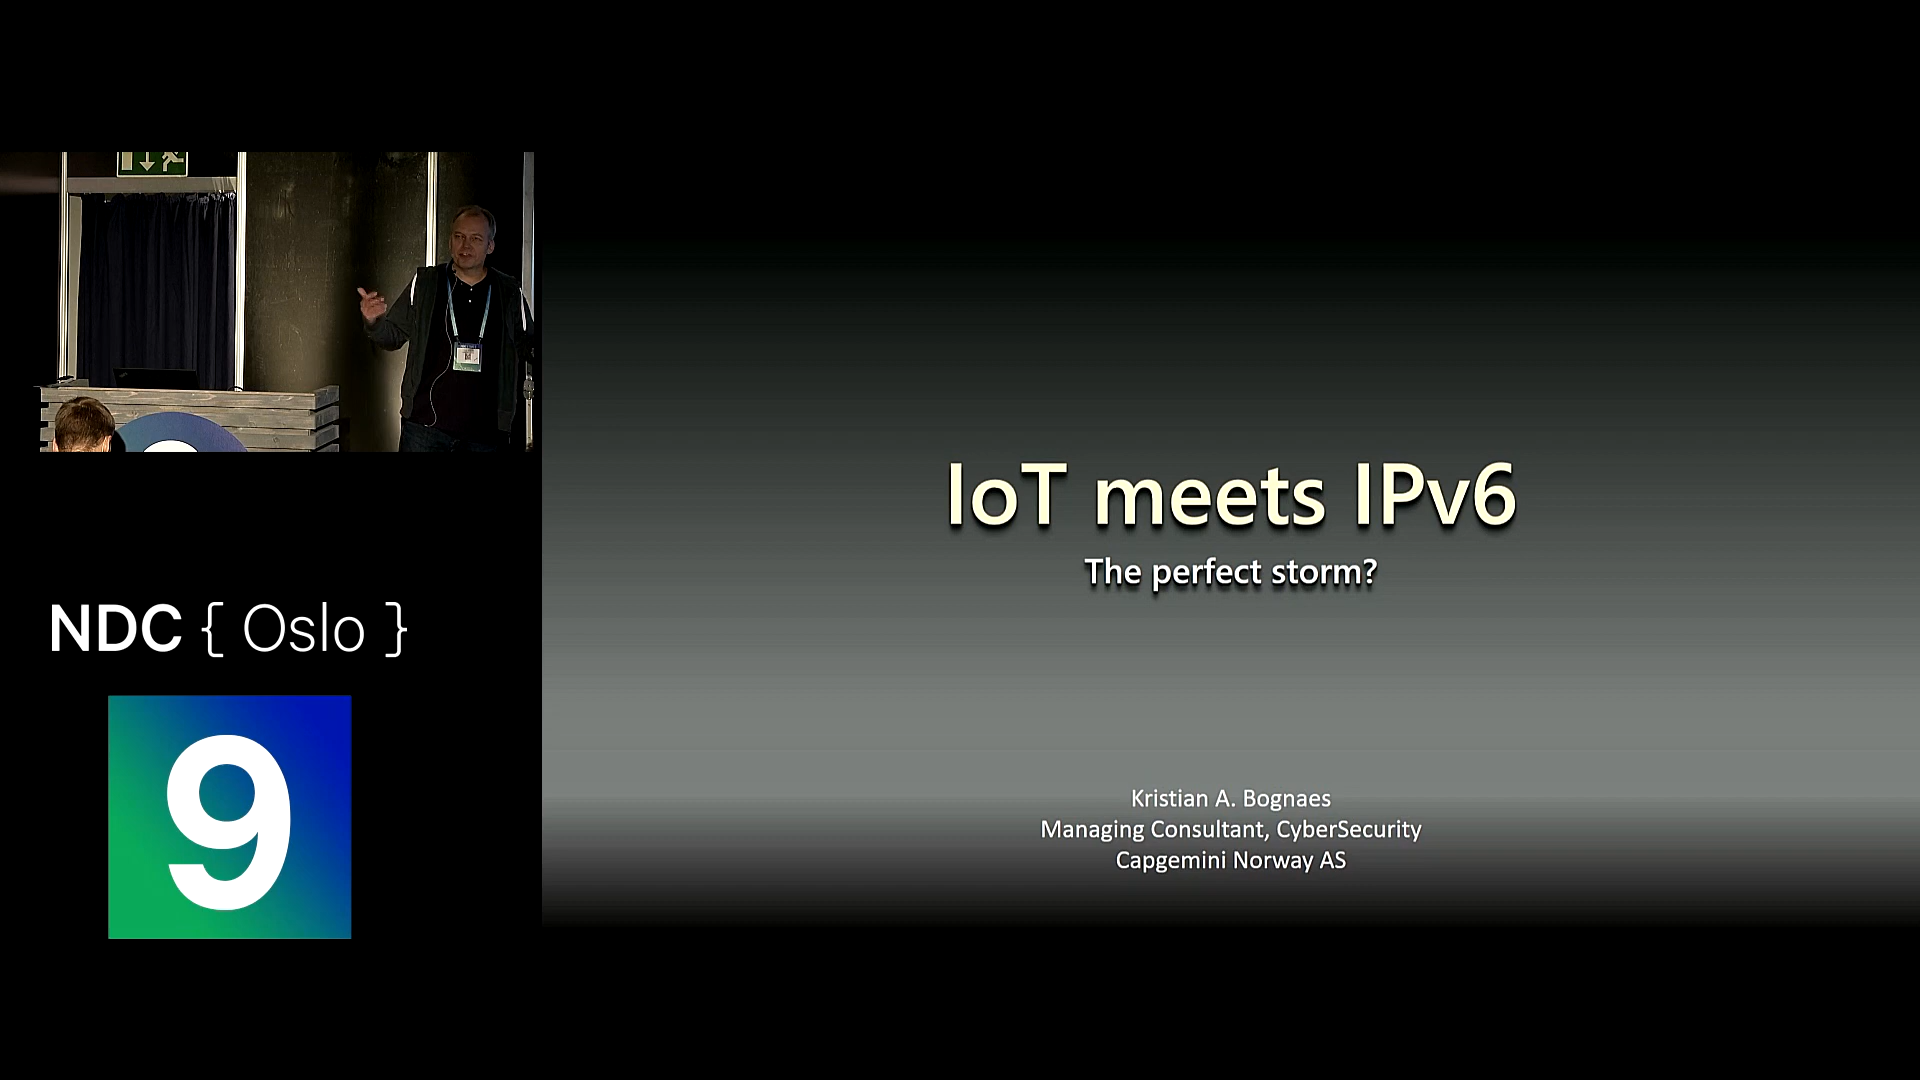 NDC { Oslo }
9
IoT meets IPv6
The perfect storm?
Kristian A. Bognaes
Managing Consultant, CyberSecurity
Capgemini Norway AS